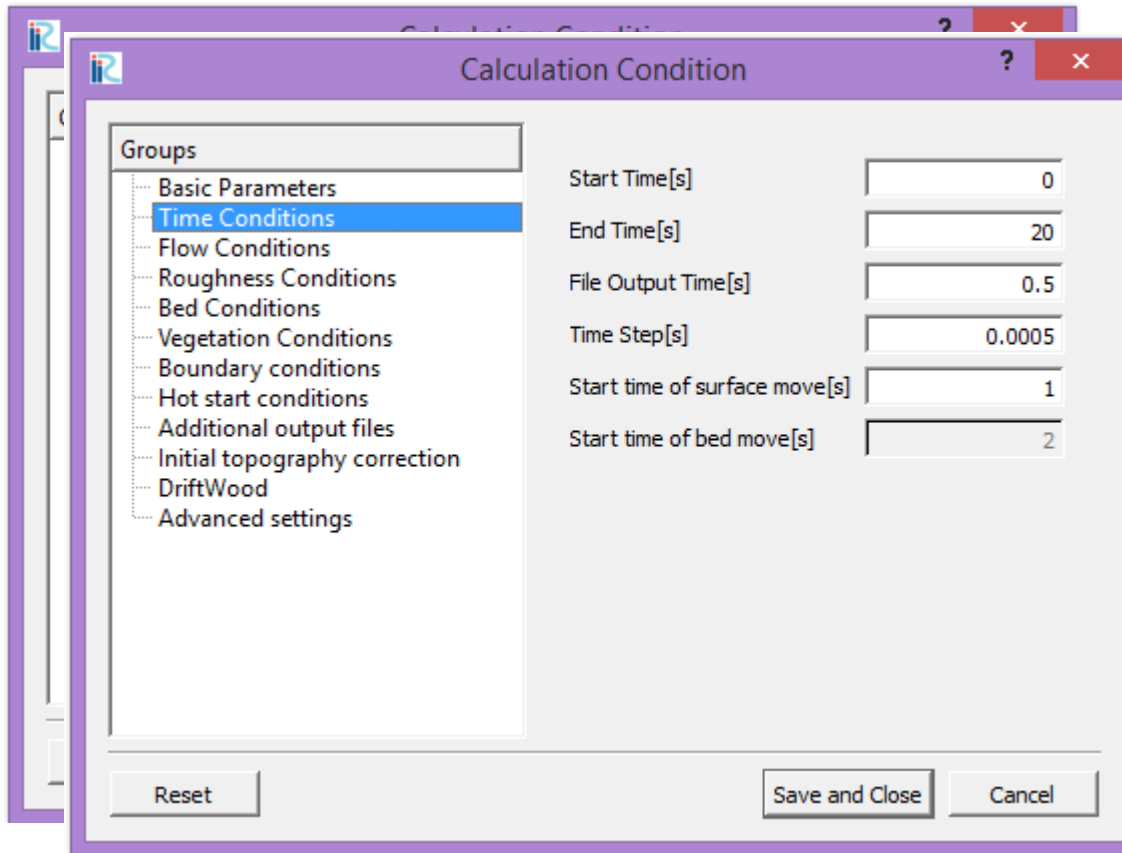 Calculation Condition ? ×
Calculation Condition ? ×
Groups
Basic Parameters
Time Conditions
Flow Conditions
Roughness Conditions
Bed Conditions
Vegetation Conditions
Boundary conditions
Hot start conditions
Additional output files
Initial topography correction
DriftWood
Advanced settings
Start Time[s] 0
End Time[s] 20
File Output Time[s] 0.5
Time Step[s] 0.0005
Start time of surface move[s] 1
Start time of bed move[s] 2
Reset
Save and Close
Cancel